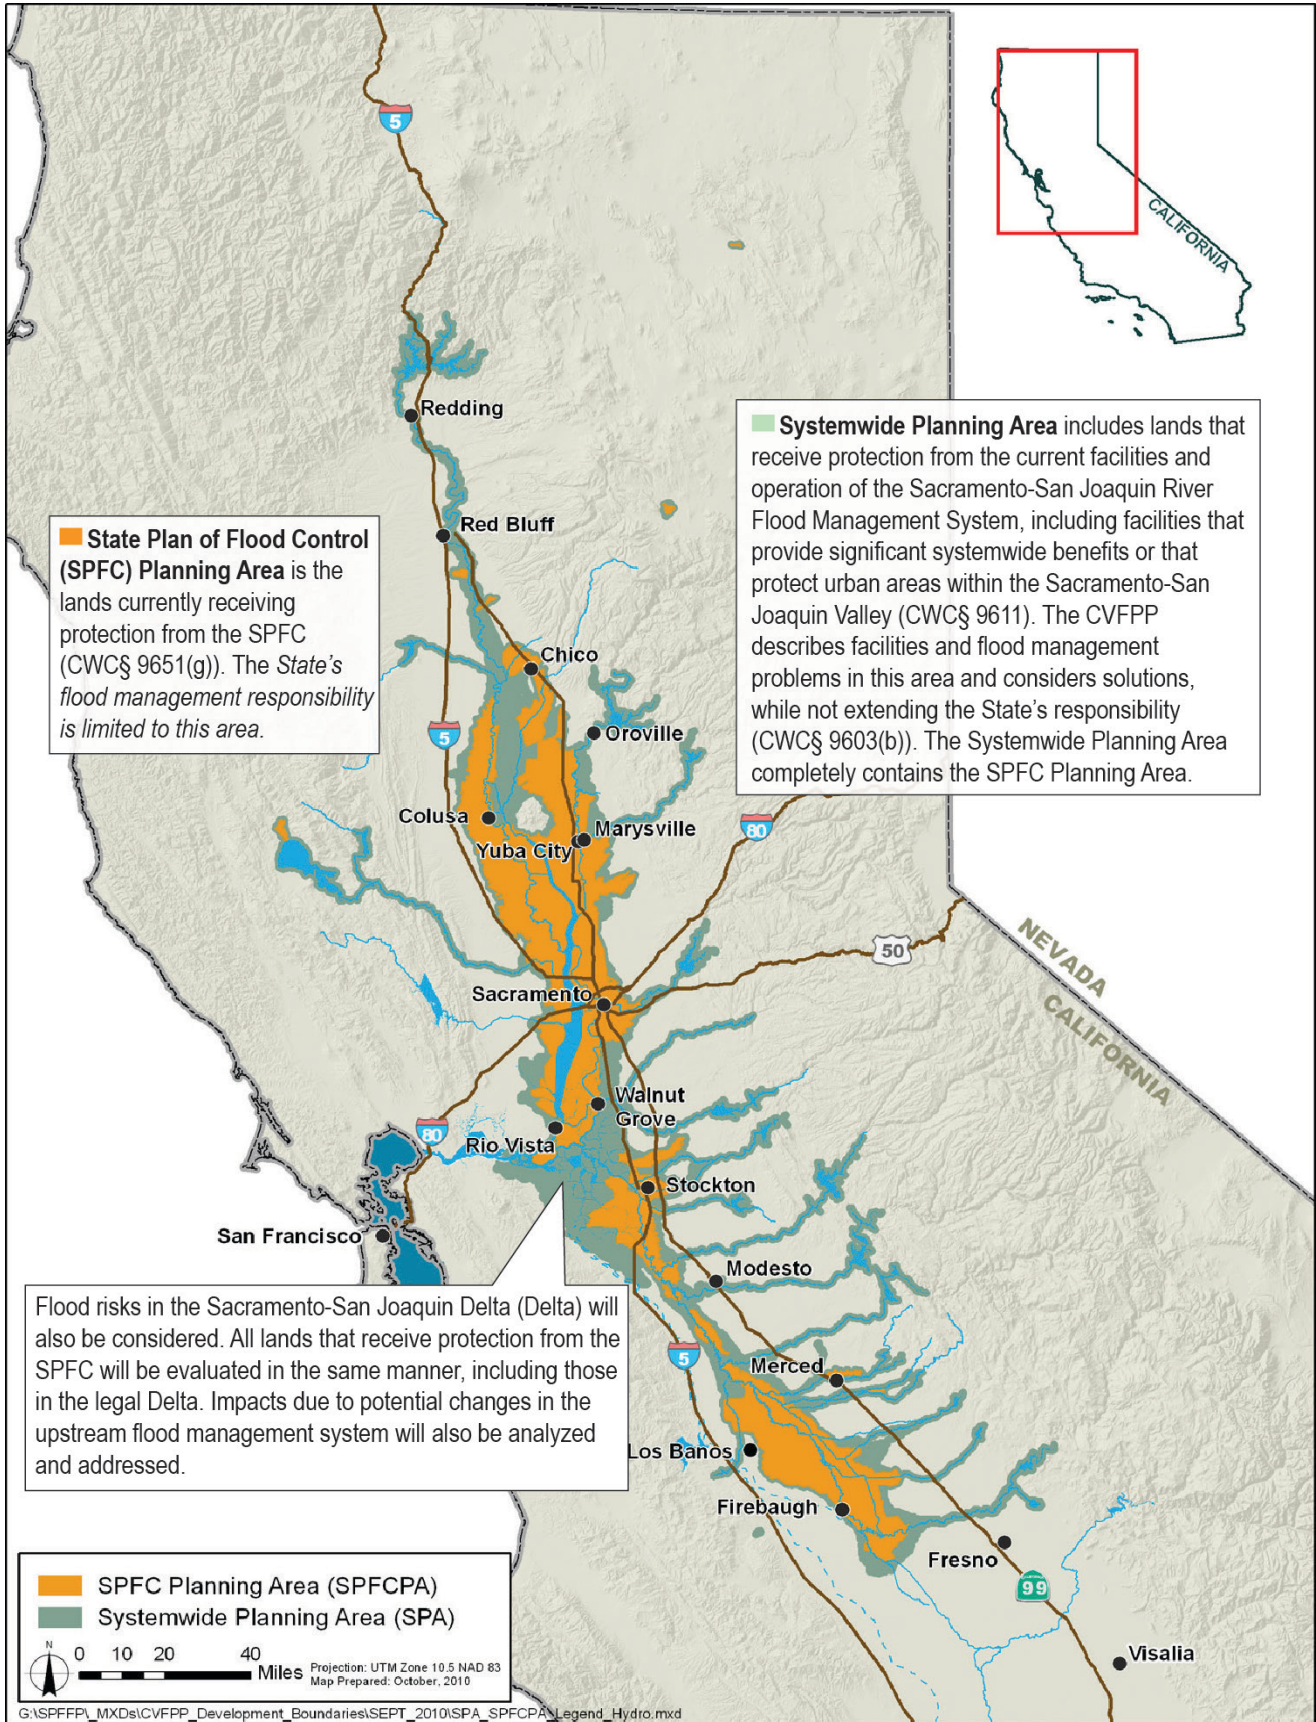 5
CALIFORNIA
Redding
Systemwide Planning Area includes lands that
receive protection from the current facilities and
operation of the Sacramento-San Joaquin River
Flood Management System, including facilities that
provide significant systemwide benefits or that
protect urban areas within the Sacramento-San
Joaquin Valley (CWC§ 9611). The CVFPP
describes facilities and flood management
problems in this area and considers solutions,
while not extending the State's responsibility
(CWC§ 9603(b)). The Systemwide Planning Area
completely contains the SPFC Planning Area.
Red Bluff
State Plan of Flood Control
(SPFC) Planning Area is the
lands currently receiving
protection from the SPFC
(CWC§ 9651(g)). The State's
flood management responsibility
is limited to this area.
Chico
5
Oroville
Colusa
Marysville
Yuba City
80
50
NEVADA
CALIFORNIA
Sacramento
Walnut
Grove
80
Rio Vista
Stockton
San Francisco
Modesto
Flood risks in the Sacramento-San Joaquin Delta (Delta) will
also be considered. All lands that receive protection from the
SPFC will be evaluated in the same manner, including those
in the legal Delta. Impacts due to potential changes in the
upstream flood management system will also be analyzed
and addressed.
5
Merced
Los Banos
Firebaugh
Fresno
99
Visalia
SPFC Planning Area (SPFCPA)
Systemwide Planning Area (SPA)
N
0 10 20 40
Miles
Projection: UTM Zone 10.5 NAD 83
Map Prepared: October, 2010
G:\SPFFP\_MXDs\CVFPP_Development_Boundaries\SEPT_2010\SPA_SPFCPA_Legend_Hydro.mxd